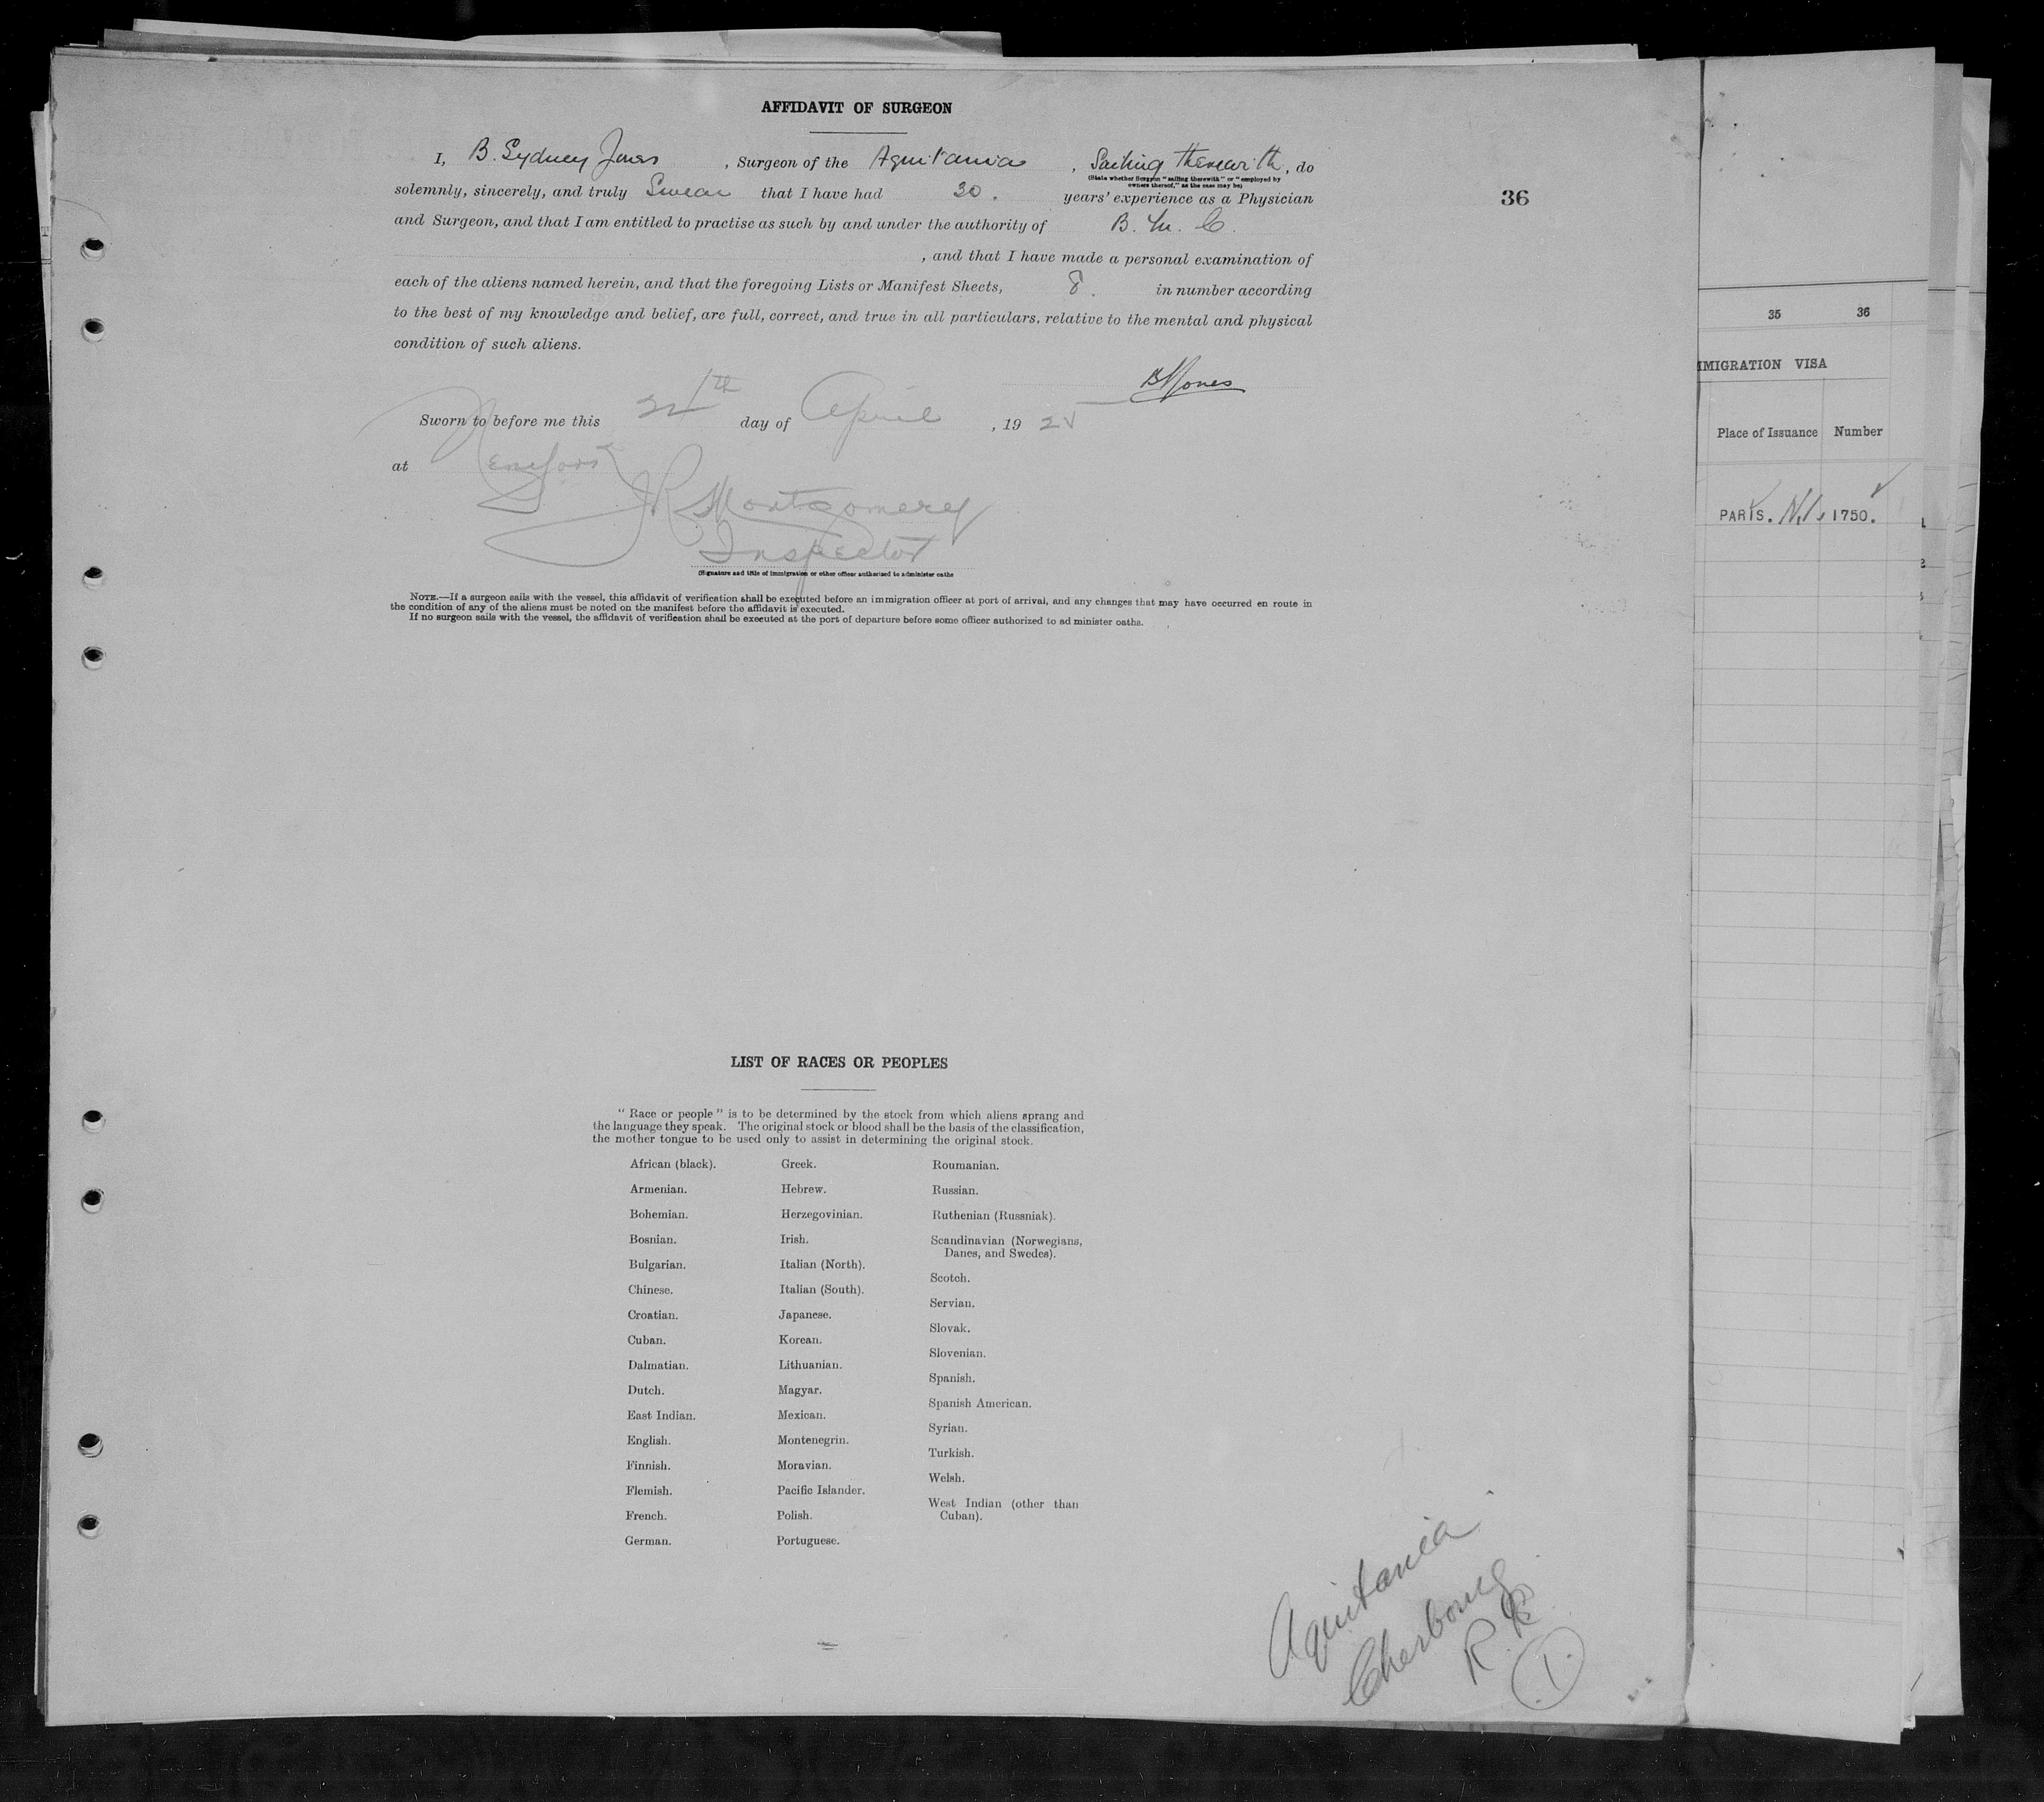 AFFIDAVIT OF SURGEON
I, B. Sydney Jones, Surgeon of the Aquitania, Sailing therewith, do
(State whether Surgeon "sailing therewith" or "employed by
owners thereof," as the case may be)
solemnly, sincerely, and truly Swear that I have had 30. years' experience as a Physician
36
and Surgeon, and that I am entitled to practise as such by and under the authority of B. M. C.
, and that I have made a personal examination of
each of the aliens named herein, and that the foregoing Lists or Manifest Sheets, 8. in number according
to the best of my knowledge and belief, are full, correct, and true in all particulars, relative to the mental and physical
condition of such aliens.
BSJones
Sworn to before me this day of April, 19
at New York
JR Montgomery
Inspector
(Signature and title of immigration or other officer authorised to administer oaths
NOTE.—If a surgeon sails with the vessel, this affidavit of verification shall be executed before an immigration officer at port of arrival, and any changes that may have occurred en route in
the condition of any of the aliens must be noted on the manifest before the affidavit is executed.
If no surgeon sails with the vessel, the affidavit of verification shall be executed at the port of departure before some officer authorized to ad minister oaths.
LIST OF RACES OR PEOPLES
"Race or people" is to be determined by the stock from which aliens sprang and
the language they speak. The original stock or blood shall be the basis of the classification,
the mother tongue to be used only to assist in determining the original stock.
African (black).
Armenian.
Bohemian.
Bosnian.
Bulgarian.
Chinese.
Croatian.
Cuban.
Dalmatian.
Dutch.
East Indian.
English.
Finnish.
Flemish.
French.
German.
Greek.
Hebrew.
Herzegovinian.
Irish.
Italian (North).
Italian (South).
Japanese.
Korean.
Lithuanian.
Magyar.
Mexican.
Montenegrin.
Moravian.
Pacific Islander.
Polish.
Portuguese.
Roumanian.
Russian.
Ruthenian (Russniak).
Scandinavian (Norwegians,
Danes, and Swedes).
Scotch.
Servian.
Slovak.
Slovenian.
Spanish.
Spanish American.
Syrian.
Turkish.
Welsh.
West Indian (other than
Cuban).
Aquitania
Cherbourg
R.R.
1.
35 36
IMMIGRATION VISA
Place of Issuance Number
PARIS. 1750.